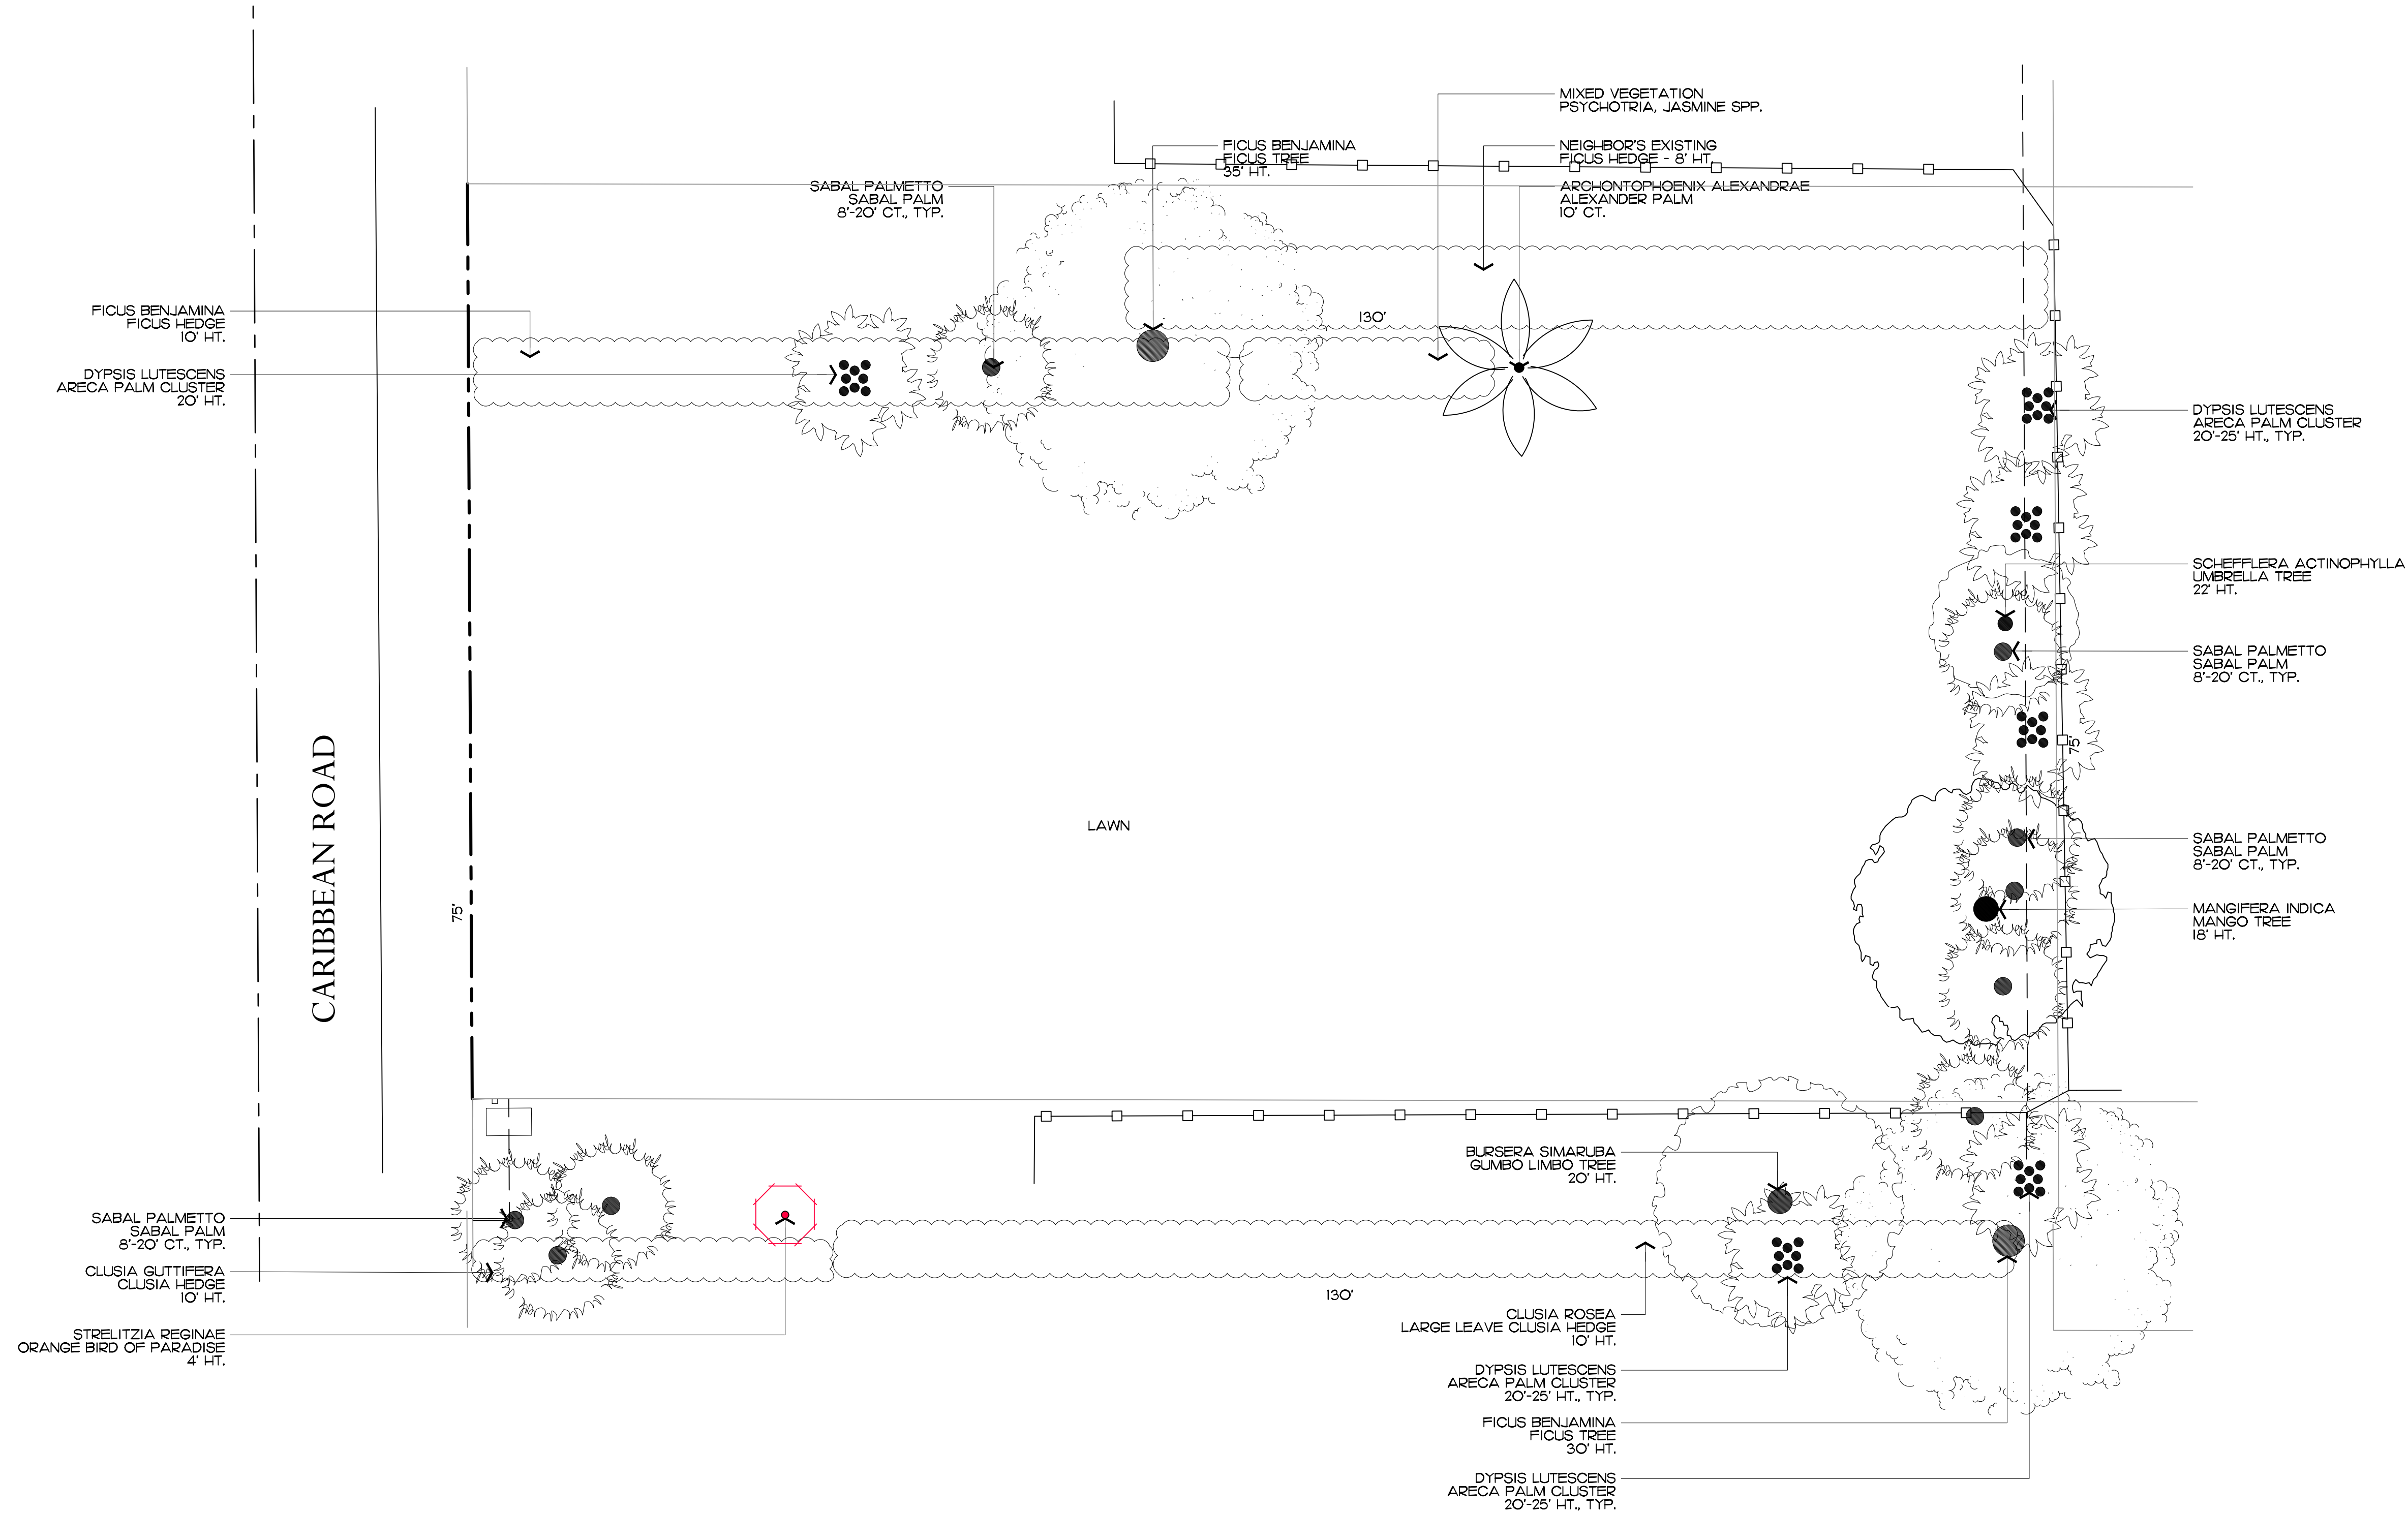 MIXED VEGETATION
PSYCHOTRIA, JASMINE SPP.
FICUS BENJAMINA
FICUS TREE
35' HT.
NEIGHBOR'S EXISTING
FICUS HEDGE - 8' HT.
SABAL PALMETTO
SABAL PALM
8'-20' CT., TYP.
ARCHONTOPHOENIX ALEXANDRAE
ALEXANDER PALM
10' CT.
FICUS BENJAMINA
FICUS HEDGE
10' HT.
130'
DYPSIS LUTESCENS
ARECA PALM CLUSTER
20' HT.
DYPSIS LUTESCENS
ARECA PALM CLUSTER
20'-25' HT., TYP.
SCHEFFLERA ACTINOPHYLLA
UMBRELLA TREE
22' HT.
SABAL PALMETTO
SABAL PALM
8'-20' CT., TYP.
75'
CARIBBEAN ROAD
LAWN
SABAL PALMETTO
SABAL PALM
8'-20' CT., TYP.
75'
MANGIFERA INDICA
MANGO TREE
18' HT.
BURSERA SIMARUBA
GUMBO LIMBO TREE
20' HT.
SABAL PALMETTO
SABAL PALM
8'-20' CT., TYP.
CLUSIA GUTTIFERA
CLUSIA HEDGE
10' HT.
130'
CLUSIA ROSEA
LARGE LEAVE CLUSIA HEDGE
10' HT.
STRELITZIA REGINAE
ORANGE BIRD OF PARADISE
4' HT.
DYPSIS LUTESCENS
ARECA PALM CLUSTER
20'-25' HT., TYP.
FICUS BENJAMINA
FICUS TREE
30' HT.
DYPSIS LUTESCENS
ARECA PALM CLUSTER
20'-25' HT., TYP.